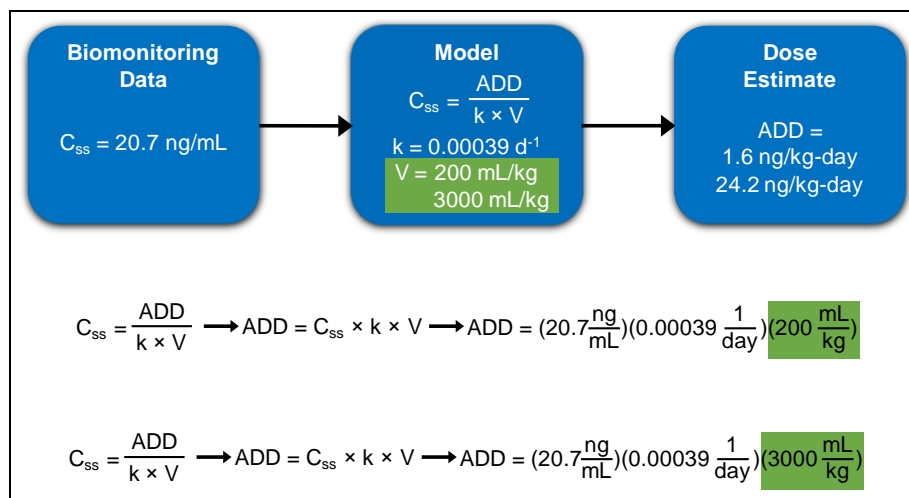 Biomonitoring
Data
Css = 20.7 ng/mL
Model
Css = ADD
k × V
k = 0.00039 d-1
V = 200 mL/kg
3000 mL/kg
Dose
Estimate
ADD =
1.6 ng/kg-day
24.2 ng/kg-day
Css = ADD / k × V → ADD = Css × k × V → ADD = (20.7 ng/mL)(0.00039 1/day)(200 mL/kg)
Css = ADD / k × V → ADD = Css × k × V → ADD = (20.7 ng/mL)(0.00039 1/day)(3000 mL/kg)